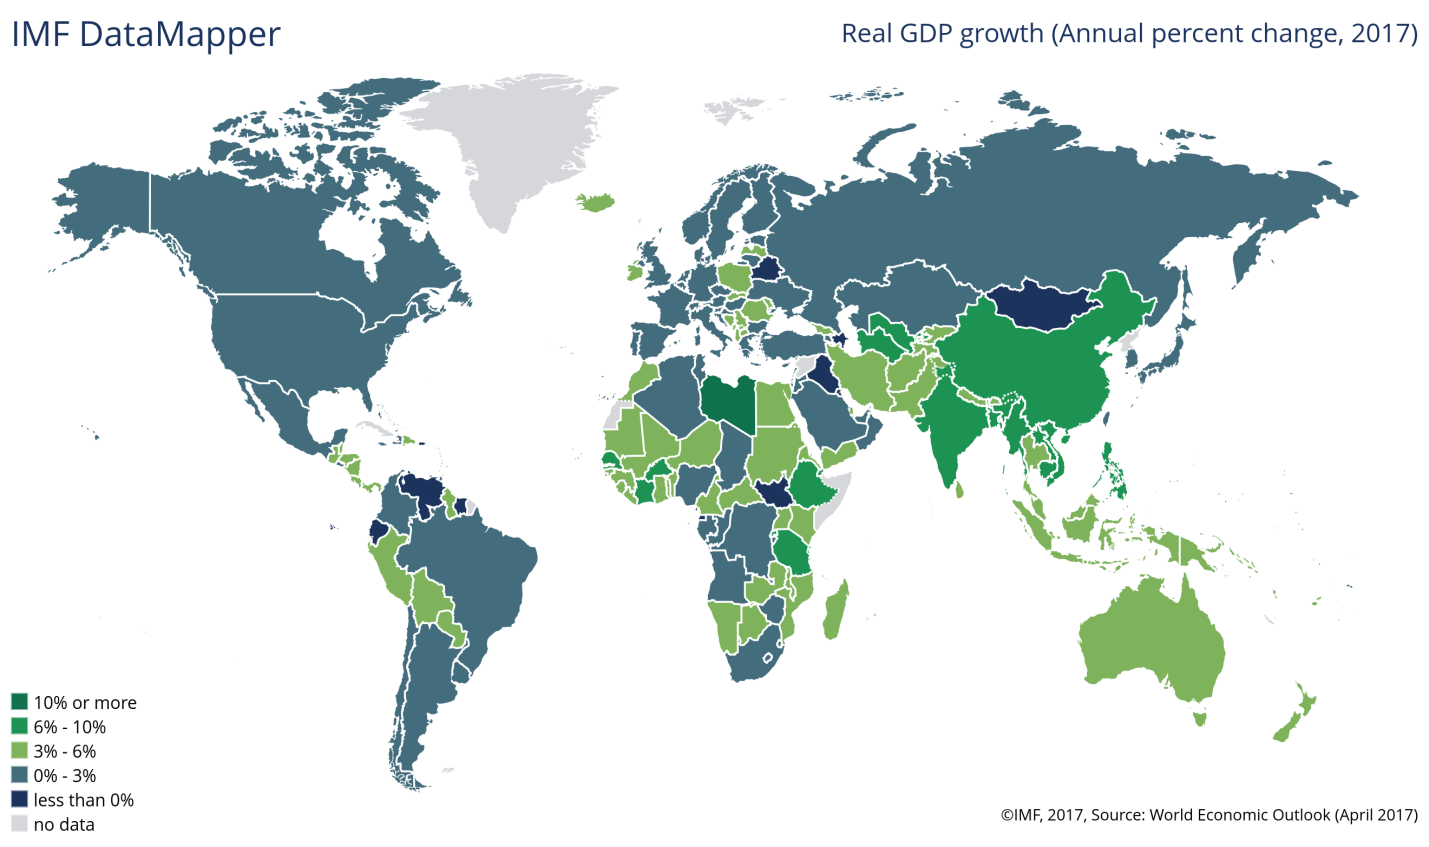 IMF DataMapper
Real GDP growth (Annual percent change, 2017)
10% or more
6% - 10%
3% - 6%
0% - 3%
less than 0%
no data
©IMF, 2017, Source: World Economic Outlook (April 2017)